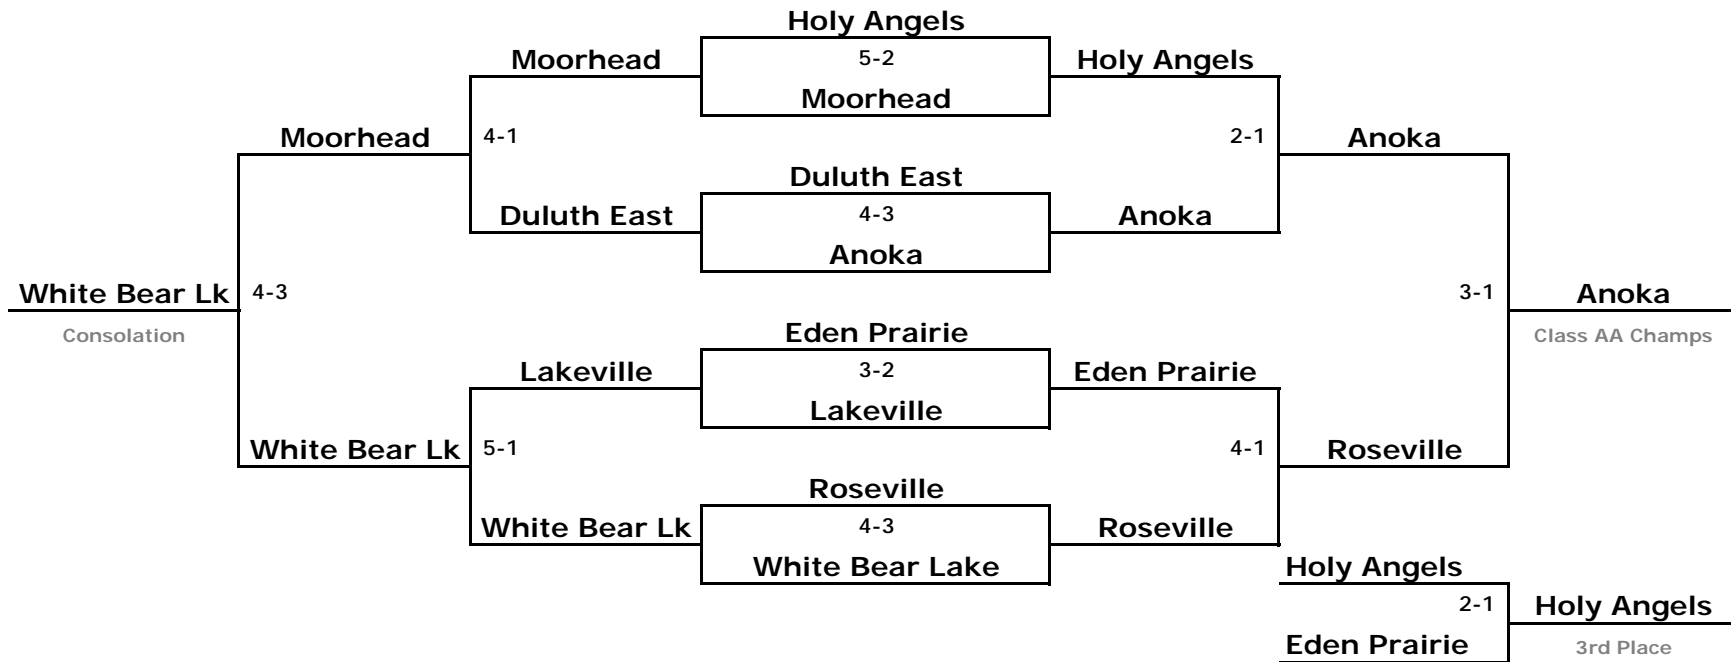 Holy Angels
Moorhead 5-2 Holy Angels
Moorhead
Moorhead 4-1 2-1 Anoka
Duluth East
Duluth East 4-3 Anoka
Anoka
White Bear Lk 4-3 3-1 Anoka
Consolation Class AA Champs
Eden Prairie
Lakeville 3-2 Eden Prairie
Lakeville
White Bear Lk 5-1 4-1 Roseville
Roseville
White Bear Lk 4-3 Roseville
White Bear Lake Holy Angels
2-1 Holy Angels
Eden Prairie 3rd Place